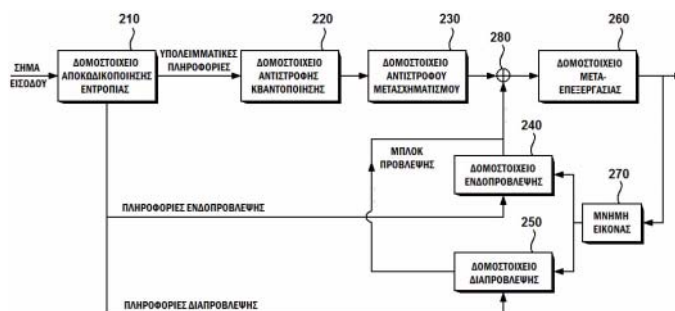 210
220
230
260
280
ΣΗΜΑ
ΕΙΣΟΔΟΥ
ΔΟΜΟΣΤΟΙΧΕΙΟ
ΑΠΟΚΩΔΙΚΟΠΟΙΗΣΗΣ
ΕΝΤΡΟΠΙΑΣ
ΥΠΟΛΕΙΜΜΑΤΙΚΕΣ
ΠΛΗΡΟΦΟΡΙΕΣ
ΔΟΜΟΣΤΟΙΧΕΙΟ
ΑΝΤΙΣΤΡΟΦΗΣ
ΚΒΑΝΤΟΠΟΙΗΣΗΣ
ΔΟΜΟΣΤΟΙΧΕΙΟ
ΑΝΤΙΣΤΡΟΦΟΥ
ΜΕΤΑΣΧΗΜΑΤΙΣΜΟΥ
ΔΟΜΟΣΤΟΙΧΕΙΟ
ΜΕΤΑ-
ΕΠΕΞΕΡΓΑΣΙΑΣ
240
ΜΠΛΟΚ
ΠΡΟΒΛΕΨΗΣ
ΔΟΜΟΣΤΟΙΧΕΙΟ
ΕΝΔΟΠΡΟΒΛΕΨΗΣ
270
ΠΛΗΡΟΦΟΡΙΕΣ ΕΝΔΟΠΡΟΒΛΕΨΗΣ
ΜΝΗΜΗ
ΕΙΚΟΝΑΣ
250
ΔΟΜΟΣΤΟΙΧΕΙΟ
ΔΙΑΠΡΟΒΛΕΨΗΣ
ΠΛΗΡΟΦΟΡΙΕΣ ΔΙΑΠΡΟΒΛΕΨΗΣ